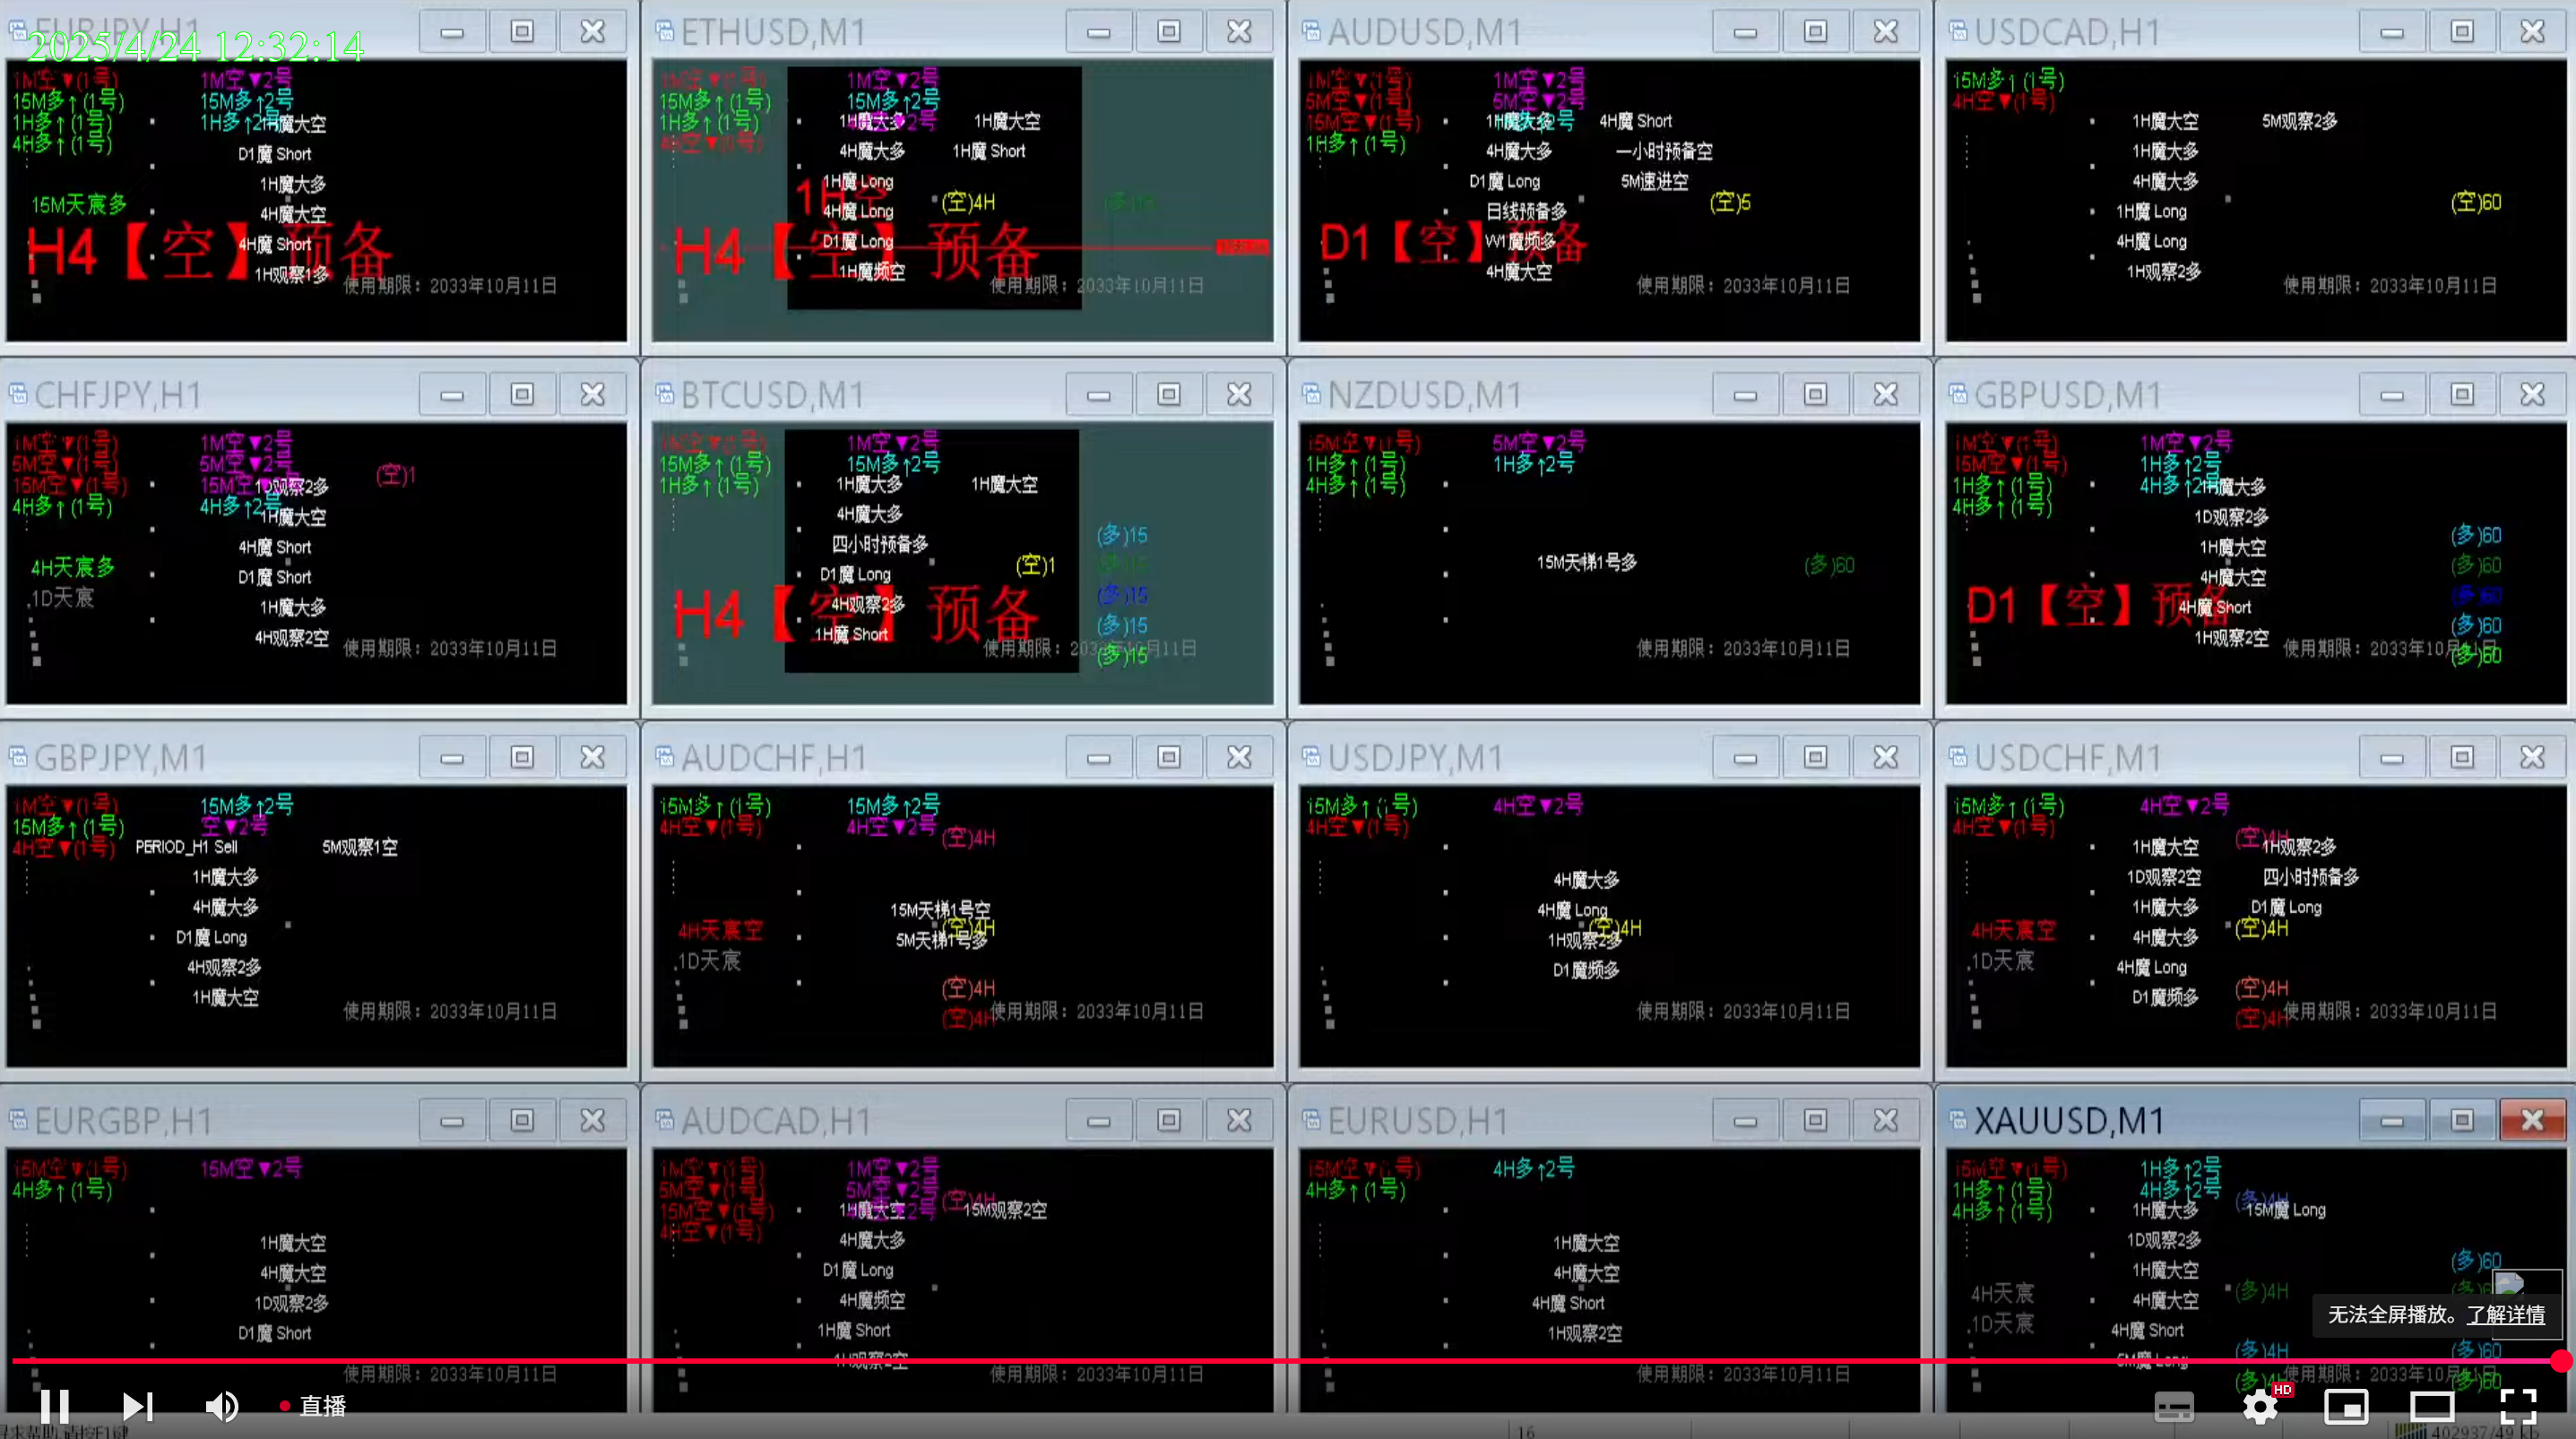 EURJPY,H1
2025/4/24 12:32:14
1M空▼(1号)
1M空▼2号
15M多↑(1号)
15M多↑2号
1H多↑(1号)
1H多↑2号
1H魔大空
4H多↑(1号)
D1魔 Short
1H魔大多
15M天宸多
4H魔大空
H4【空】预备
4H魔 Short
1H观察1多
使用期限：2033年10月11日
ETHUSD,M1
1M空▼(1号)
1M空▼2号
15M多↑(1号)
15M多↑2号
1H多↑(1号)
1H魔大多
1H魔大空
4H魔大多
1H魔 Short
1H魔 Long
1H空
(空)4H
4H魔 Long
H4【空】预备
D1魔 Long
1H魔频空
使用期限：2033年10月11日
AUDUSD,M1
1M空▼(1号)
1M空▼2号
5M空▼(1号)
5M空▼2号
15M空▼(1号)
1H魔大多
4H魔 Short
1H多↑(1号)
4H魔大多
一小时预备空
D1魔 Long
5M速进空
(空)5
日线预备多
D1【空】预备
W1魔频多
4H魔大空
使用期限：2033年10月11日
USDCAD,H1
15M多↑(1号)
4H空▼(1号)
1H魔大空
5M观察2多
1H魔大多
4H魔大多
1H魔 Long
(空)60
4H魔 Long
1H观察2多
使用期限：2033年10月11日
CHFJPY,H1
1M空▼(1号)
1M空▼2号
5M空▼(1号)
5M空▼2号
(空)1
15M空▼(1号)
15M空
1D观察2多
4H多↑(1号)
4H多↑2号
1H魔大空
4H魔 Short
4H天宸多
D1魔 Short
1D天宸
1H魔大多
4H观察2空
使用期限：2033年10月11日
BTCUSD,M1
1M空▼(1号)
1M空▼2号
15M多↑(1号)
15M多↑2号
1H多↑(1号)
1H魔大多
1H魔大空
4H魔大多
四小时预备多
(多)15
(空)1
D1魔 Long
4H观察2多
(多)15
H4【空】预备
1H魔 Short
(多)15
使用期限：2033年10月11日
(多)15
NZDUSD,M1
15M空▼(1号)
5M空▼2号
1H多↑(1号)
1H多↑2号
4H多↑(1号)
15M天梯1号多
(多)60
使用期限：2033年10月11日
GBPUSD,M1
1M空▼(1号)
1M空▼2号
15M空▼(1号)
1H多↑2号
1H多↑(1号)
4H多↑2号
1H魔大多
4H多↑(1号)
1D观察2多
1H魔大空
(多)60
4H魔大空
(多)60
(多)60
D1【空】预备
4H魔 Short
(多)60
1H观察2空
使用期限：2033年10月11日
(多)60
GBPJPY,M1
1M空▼(1号)
15M多↑2号
15M多↑(1号)
空▼2号
4H空▼(1号)
PERIOD_H1 Sell
5M观察1空
1H魔大多
4H魔大多
D1魔 Long
4H观察2多
1H魔大空
使用期限：2033年10月11日
AUDCHF,H1
15M多↑(1号)
15M多↑2号
4H空▼(1号)
4H空▼2号
(空)4H
15M天梯1号空
4H天宸空
(空)4H
5M天梯1号多
1D天宸
(空)4H
(空)4H
使用期限：2033年10月11日
USDJPY,M1
15M多↑(1号)
4H空▼2号
4H空▼(1号)
4H魔大多
4H魔 Long
(空)4H
1H观察2多
D1魔频多
使用期限：2033年10月11日
USDCHF,M1
15M多↑(1号)
4H空▼2号
4H空▼(1号)
(空)4H
1H魔大空
1H观察2多
1D观察2空
四小时预备多
1H魔大多
D1魔 Long
4H天宸空
4H魔大多
(空)4H
1D天宸
4H魔 Long
(空)4H
D1魔频多
(空)4H
使用期限：2033年10月11日
EURGBP,H1
15M空▼(1号)
15M空▼2号
4H多↑(1号)
1H魔大空
4H魔大空
1D观察2多
D1魔 Short
使用期限：2033年10月11日
AUDCAD,H1
1M空▼(1号)
1M空▼2号
5M空▼(1号)
5M空▼2号
(空)4H
15M空▼(1号)
1H魔大空
15M观察2空
4H空▼(1号)
4H魔大多
D1魔 Long
4H魔频空
1H魔 Short
1H观察2空
使用期限：2033年10月11日
EURUSD,H1
15M空▼(1号)
4H多↑2号
4H多↑(1号)
1H魔大空
4H魔大空
4H魔 Short
1H观察2空
使用期限：2033年10月11日
XAUUSD,M1
15M空▼(1号)
1H多↑2号
1H多↑(1号)
4H多↑2号
4H多↑(1号)
1H魔大多
15M魔 Long
1D观察2多
(多)60
1H魔大空
4H天宸
(多)4H
4H魔大空
1D天宸
无法全屏播放。了解详情
4H魔 Short
(多)4H
(多)60
5M魔 Long
使用期限：2033年10月11日
(多)60
直播
HD
16